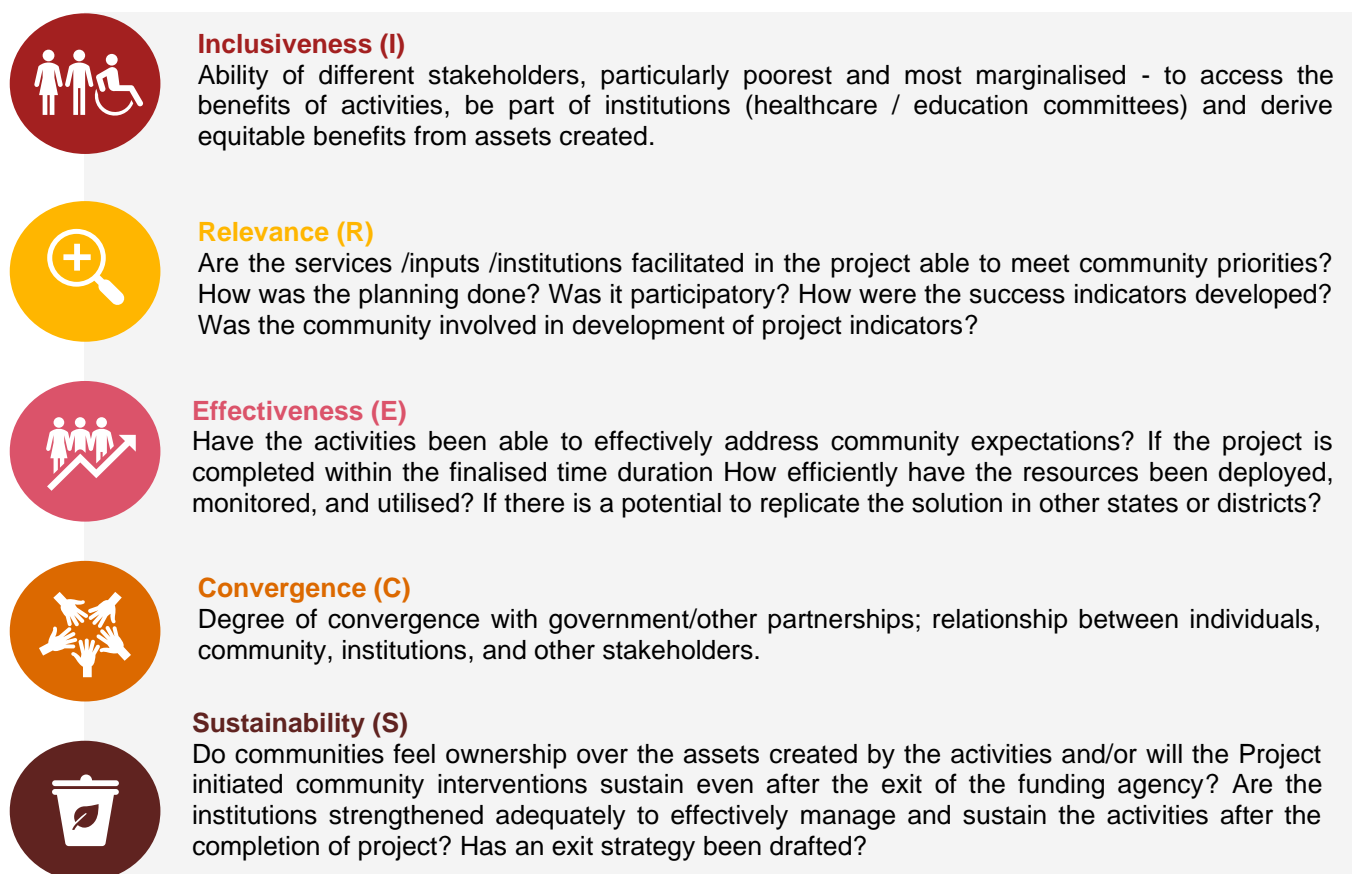 Inclusiveness (I)
Ability of different stakeholders, particularly poorest and most marginalised - to access the
benefits of activities, be part of institutions (healthcare / education committees) and derive
equitable benefits from assets created.
Relevance (R)
Are the services /inputs /institutions facilitated in the project able to meet community priorities?
How was the planning done? Was it participatory? How were the success indicators developed?
Was the community involved in development of project indicators?
Effectiveness (E)
Have the activities been able to effectively address community expectations? If the project is
completed within the finalised time duration How efficiently have the resources been deployed,
monitored, and utilised? If there is a potential to replicate the solution in other states or districts?
Convergence (C)
Degree of convergence with government/other partnerships; relationship between individuals,
community, institutions, and other stakeholders.
Sustainability (S)
Do communities feel ownership over the assets created by the activities and/or will the Project
initiated community interventions sustain even after the exit of the funding agency? Are the
institutions strengthened adequately to effectively manage and sustain the activities after the
completion of project? Has an exit strategy been drafted?